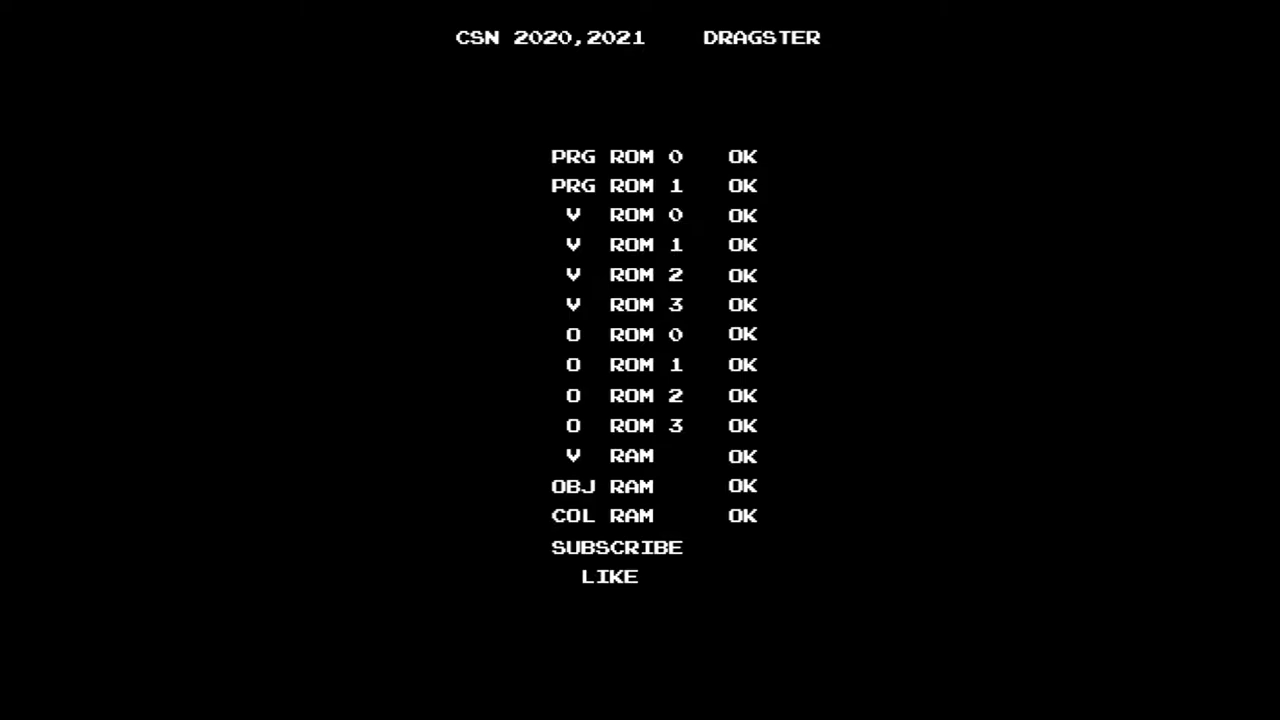 CSN 2020,2021 DRAGSTER
PRG ROM 0 OK
PRG ROM 1 OK
V ROM 0 OK
V ROM 1 OK
V ROM 2 OK
V ROM 3 OK
O ROM 0 OK
O ROM 1 OK
O ROM 2 OK
O ROM 3 OK
V RAM OK
OBJ RAM OK
COL RAM OK
SUBSCRIBE
LIKE